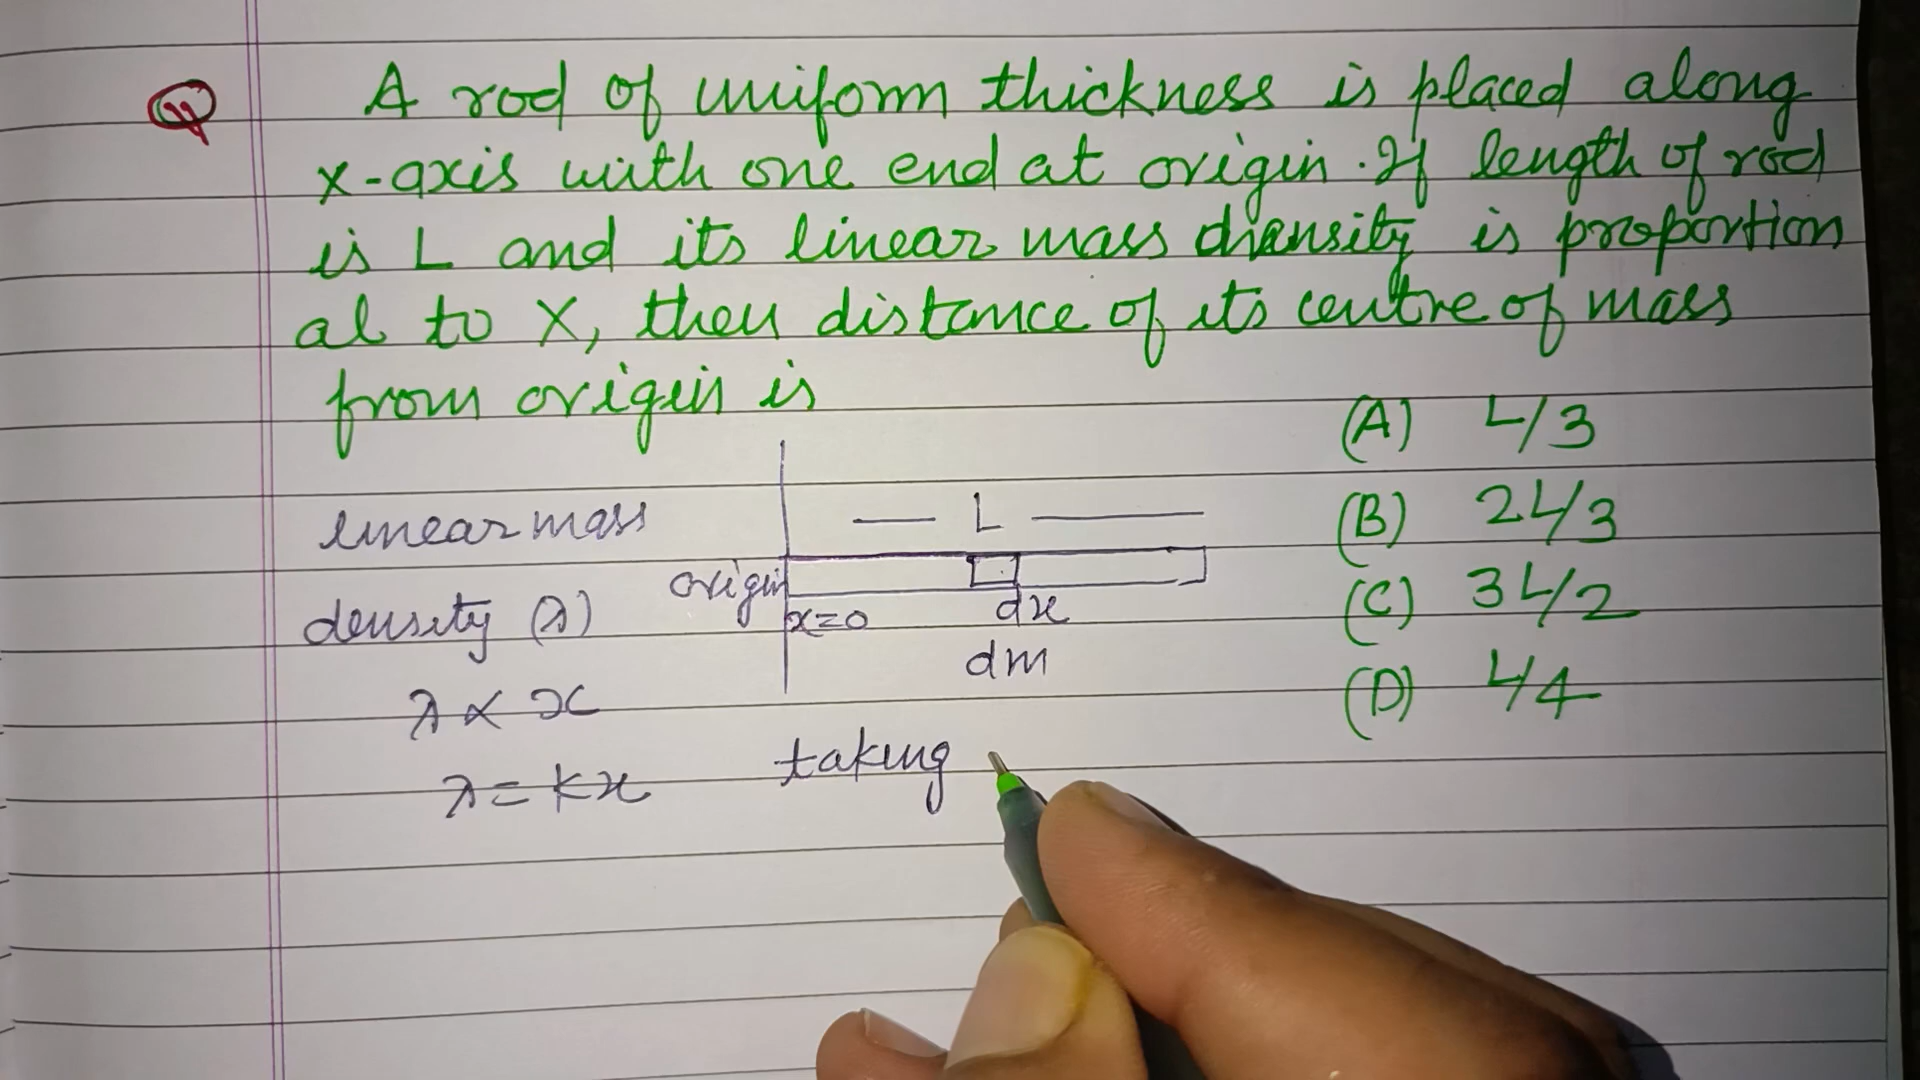 Q A rod of uniform thickness is placed along
x-axis with one end at origin. If length of rod
is L and its linear mass density is proportion
al to X, then distance of its centre of mass
from origin is
(A) L/3
(B) 2L/3
(C) 3L/2
(D) L/4
linear mass
density (λ)
λ ∝ x
λ = kx
L
origin
x=0
dx
dm
taking